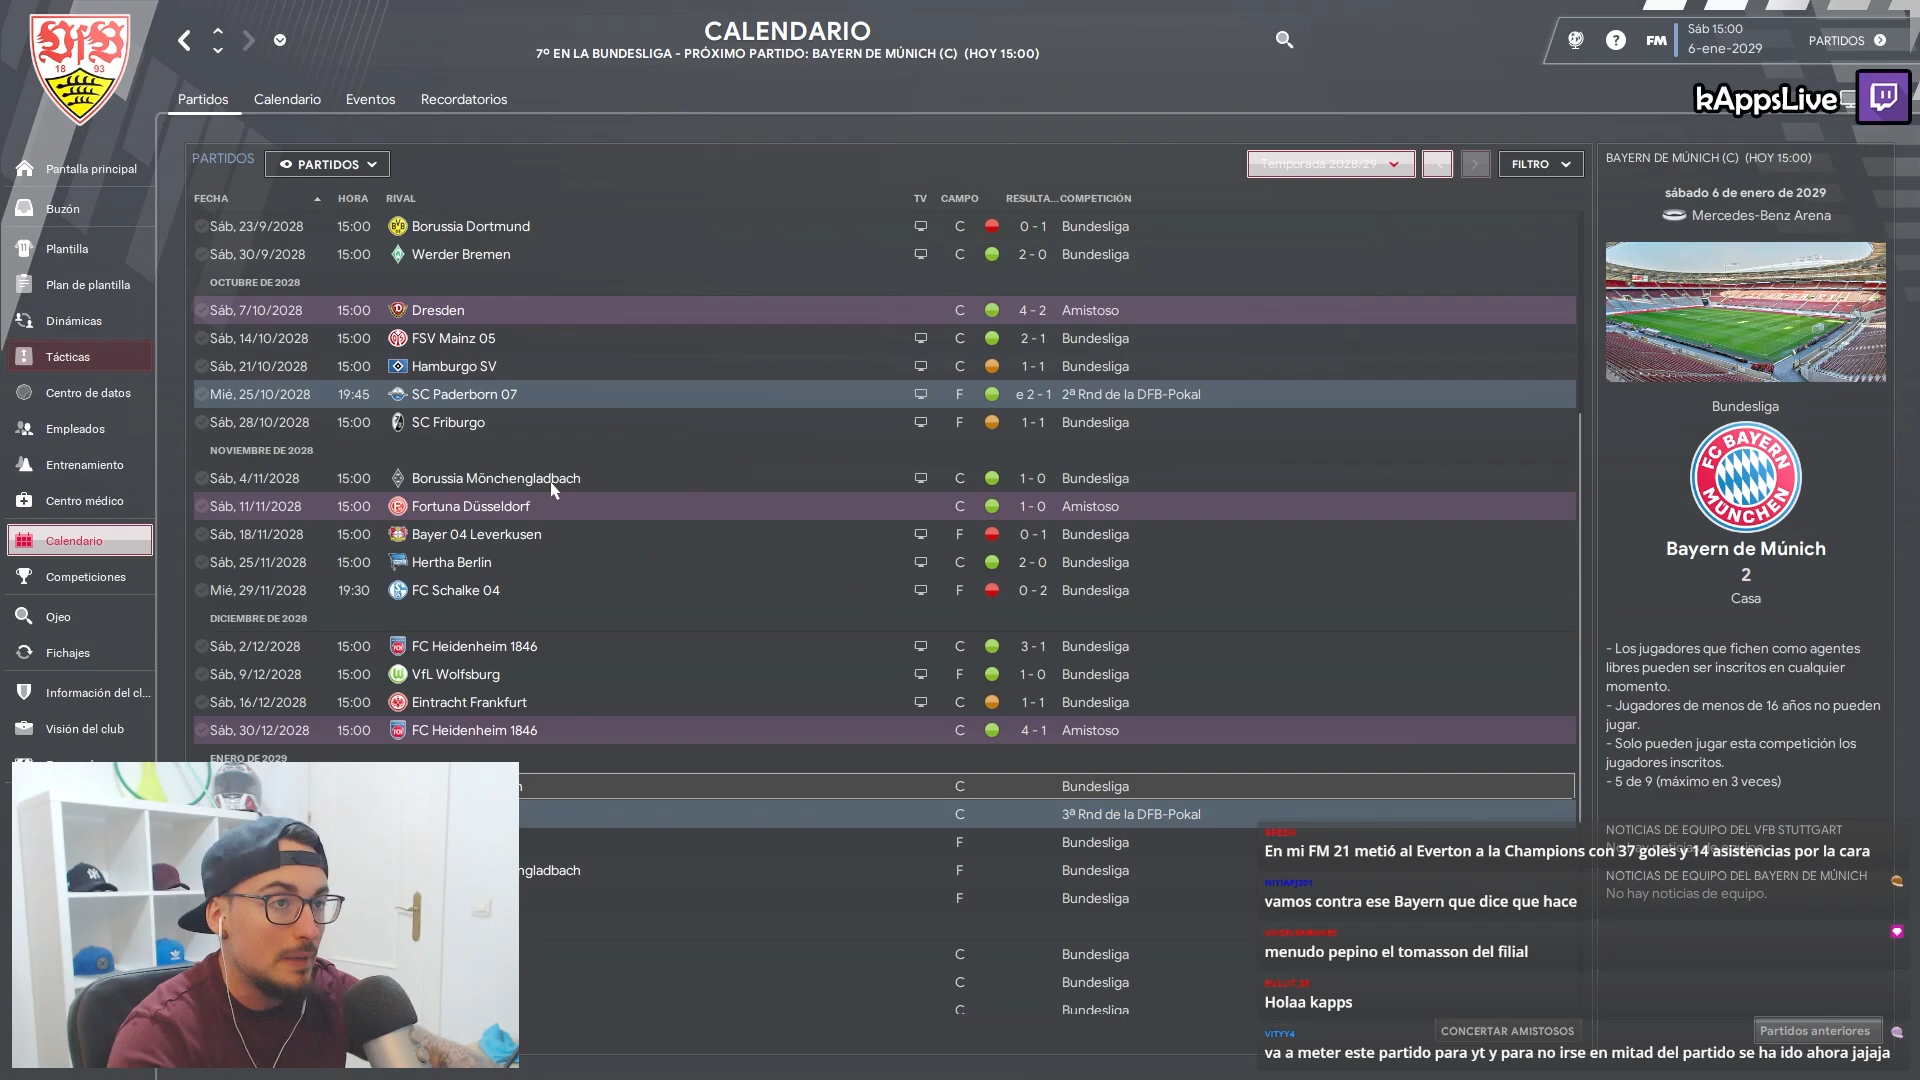 CALENDARIO
7º EN LA BUNDESLIGA - PRÓXIMO PARTIDO: BAYERN DE MÚNICH (C) (HOY 15:00)
FM
Sáb 15:00
6-ene-2029
PARTIDOS
VfB
18 93
Partidos
Calendario
Eventos
Recordatorios
kAppsLive
Pantalla principal
Buzón
Plantilla
Plan de plantilla
Dinámicas
Tácticas
Centro de datos
Empleados
Entrenamiento
Centro médico
Calendario
Competiciones
Ojeo
Fichajes
Información del cl...
Visión del club
PARTIDOS
PARTIDOS
Temporada 2028/29
FILTRO
FECHA HORA RIVAL TV CAMPO RESULTA... COMPETICIÓN
Sáb, 23/9/2028 15:00 Borussia Dortmund C 0 - 1 Bundesliga
Sáb, 30/9/2028 15:00 Werder Bremen C 2 - 0 Bundesliga
OCTUBRE DE 2028
Sáb, 7/10/2028 15:00 Dresden C 4 - 2 Amistoso
Sáb, 14/10/2028 15:00 FSV Mainz 05 C 2 - 1 Bundesliga
Sáb, 21/10/2028 15:00 Hamburgo SV C 1 - 1 Bundesliga
Mié, 25/10/2028 19:45 SC Paderborn 07 F e 2 - 1 2ª Rnd de la DFB-Pokal
Sáb, 28/10/2028 15:00 SC Friburgo F 1 - 1 Bundesliga
NOVIEMBRE DE 2028
Sáb, 4/11/2028 15:00 Borussia Mönchengladbach C 1 - 0 Bundesliga
Sáb, 11/11/2028 15:00 Fortuna Düsseldorf C 1 - 0 Amistoso
Sáb, 18/11/2028 15:00 Bayer 04 Leverkusen F 0 - 1 Bundesliga
Sáb, 25/11/2028 15:00 Hertha Berlin C 2 - 0 Bundesliga
Mié, 29/11/2028 19:30 FC Schalke 04 F 0 - 2 Bundesliga
DICIEMBRE DE 2028
Sáb, 2/12/2028 15:00 FC Heidenheim 1846 C 3 - 1 Bundesliga
Sáb, 9/12/2028 15:00 VfL Wolfsburg F 1 - 0 Bundesliga
Sáb, 16/12/2028 15:00 Eintracht Frankfurt C 1 - 1 Bundesliga
Sáb, 30/12/2028 15:00 FC Heidenheim 1846 C 4 - 1 Amistoso
ENERO DE 2029
C Bundesliga
C 3ª Rnd de la DFB-Pokal
F Bundesliga
ngladbach F Bundesliga
F Bundesliga
C Bundesliga
C Bundesliga
C Bundesliga
CONCERTAR AMISTOSOS
BAYERN DE MÚNICH (C) (HOY 15:00)
sábado 6 de enero de 2029
Mercedes-Benz Arena
Bundesliga
FC BAYERN
MÜNCHEN
Bayern de Múnich
2
Casa
- Los jugadores que fichen como agentes
libres pueden ser inscritos en cualquier
momento.
- Jugadores de menos de 16 años no pueden
jugar.
- Solo pueden jugar esta competición los
jugadores inscritos.
- 5 de 9 (máximo en 3 veces)
NOTICIAS DE EQUIPO DEL VFB STUTTGART
No hay noticias de equipo.
NOTICIAS DE EQUIPO DEL BAYERN DE MÚNICH
No hay noticias de equipo.
Partidos anteriores
En mi FM 21 metió al Everton a la Champions con 37 goles y 14 asistencias por la cara
vamos contra ese Bayern que dice que hace
menudo pepino el tomasson del filial
Holaa kapps
VITYY4
va a meter este partido para yt y para no irse en mitad del partido se ha ido ahora jajaja